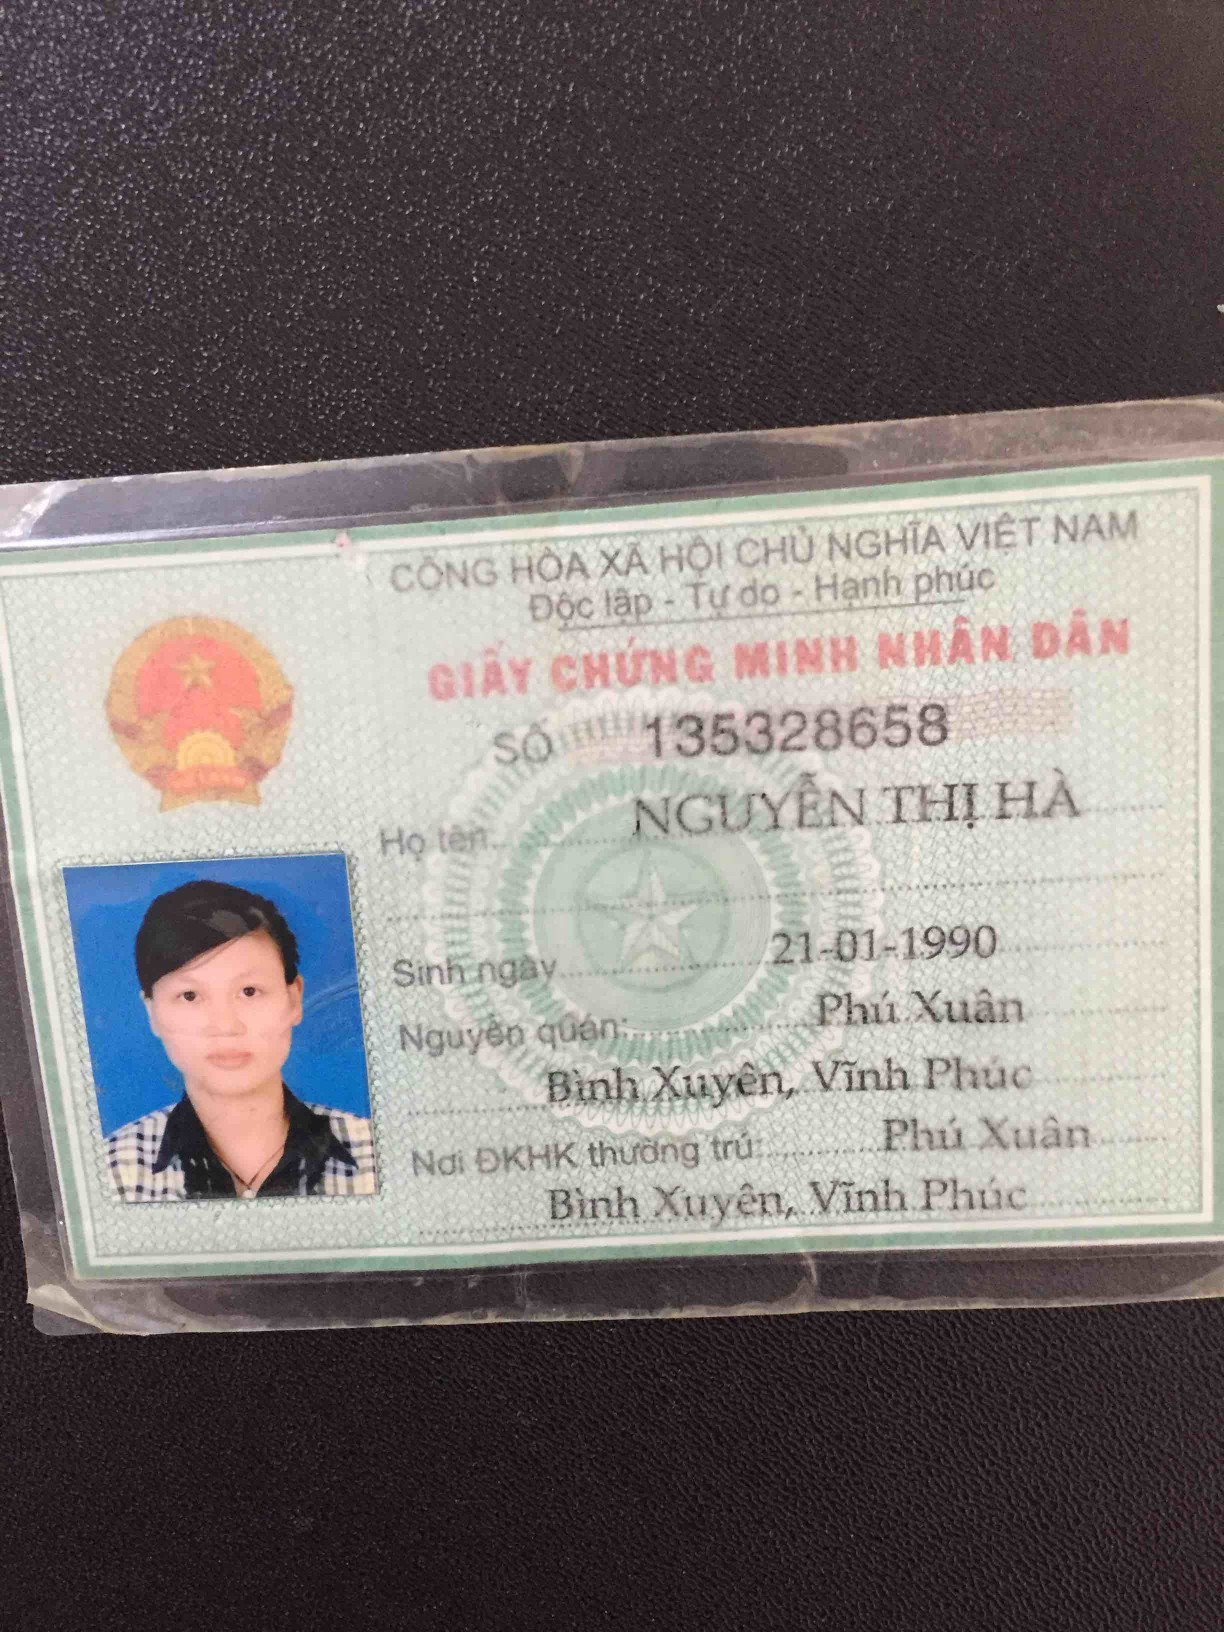 CỘNG HÒA XÃ HỘI CHỦ NGHĨA VIỆT NAM
Độc lập - Tự do - Hạnh phúc
GIẤY CHỨNG MINH NHÂN DÂN
SỐ 135328658
Họ tên NGUYỄN THỊ HÀ
Sinh ngày 21-01-1990
Nguyên quán: Phú Xuân
Bình Xuyên, Vĩnh Phúc
Nơi ĐKHK thường trú: Phú Xuân
Bình Xuyên, Vĩnh Phúc